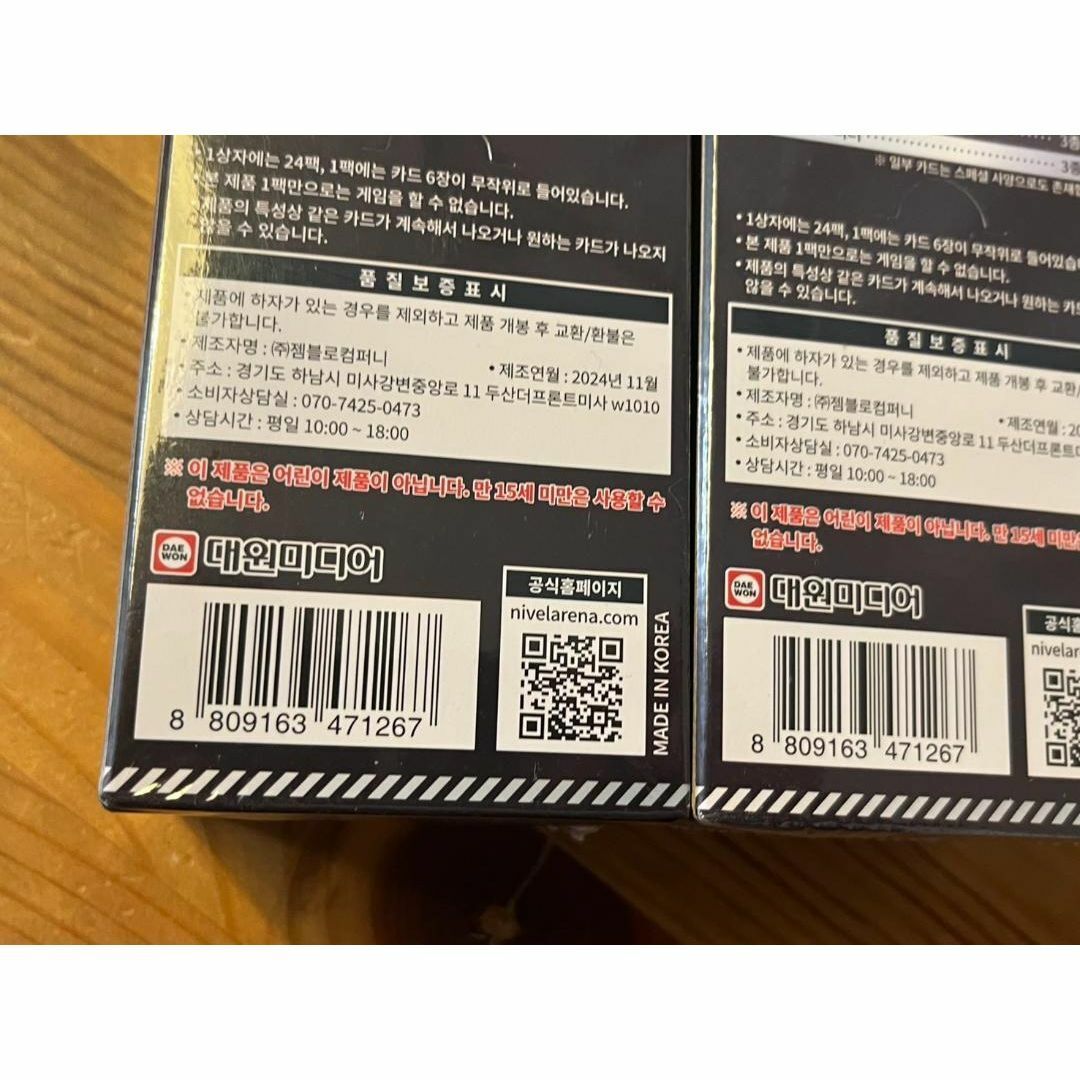 • 1상자에는 24팩, 1팩에는 카드 6장이 무작위로 들어있습니다.
• 본 제품 1팩만으로는 게임을 할 수 없습니다.
제품의 특성상 같은 카드가 계속해서 나오거나 원하는 카드가 나오지
않을 수 있습니다.
품질보증표시
• 제품에 하자가 있는 경우를 제외하고 제품 개봉 후 교환/환불은
불가합니다.
• 제조자명 : ㈜젬블로컴퍼니 • 제조연월 : 2024년 11월
• 주소 : 경기도 하남시 미사강변중앙로 11 두산더프론트미사 w1010
• 소비자상담실 : 070-7425-0473
• 상담시간 : 평일 10:00 ~ 18:00
※ 이 제품은 어린이 제품이 아닙니다. 만 15세 미만은 사용할 수
없습니다.
DAE
WON
대원미디어
공식홈페이지
nivelarena.com
MADE IN KOREA
8 809163 471267
3종
※ 일부 카드는 스페셜 사양으로도 존재
• 1상자에는 24팩, 1팩에는 카드 6장이 무작위로 들어있습
• 본 제품 1팩만으로는 게임을 할 수 없습니다.
• 제품의 특성상 같은 카드가 계속해서 나오거나 원하는 카드
않을 수 있습니다.
품질보증표시
• 제품에 하자가 있는 경우를 제외하고 제품 개봉 후 교환/
불가합니다.
• 제조자명 : ㈜젬블로컴퍼니 • 제조연월 : 20
• 주소 : 경기도 하남시 미사강변중앙로 11 두산더프론트미
• 소비자상담실 : 070-7425-0473
• 상담시간 : 평일 10:00 ~ 18:00
※ 이 제품은 어린이 제품이 아닙니다. 만 15세 미만
없습니다.
DAE
WON
대원미디어
공식홈
nivelar
8 809163 471267